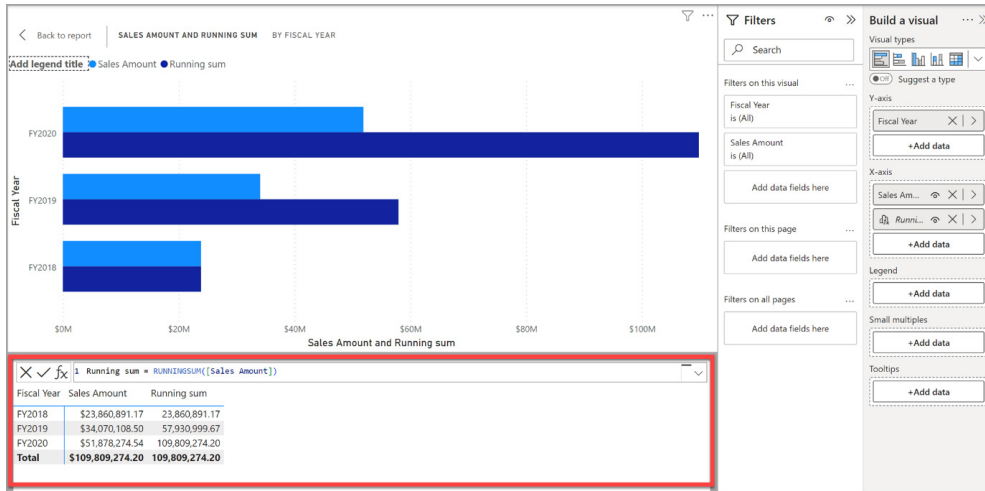 Back to report
SALES AMOUNT AND RUNNING SUM
BY FISCAL YEAR
Add legend title
Sales Amount
Running sum
Fiscal Year
FY2020
FY2019
FY2018
$0M $20M $40M $60M $80M $100M
Sales Amount and Running sum
fx
1 Running sum = RUNNINGSUM([Sales Amount])
Fiscal Year Sales Amount Running sum
FY2018 $23,860,891.17 23,860,891.17
FY2019 $34,070,108.50 57,930,999.67
FY2020 $51,878,274.54 109,809,274.20
Total $109,809,274.20 109,809,274.20
Filters
Search
Filters on this visual ...
Fiscal Year
is (All)
Sales Amount
is (All)
Add data fields here
Filters on this page ...
Add data fields here
Filters on all pages ...
Add data fields here
Build a visual ...
Visual types
Off Suggest a type
Y-axis
Fiscal Year
+Add data
X-axis
Sales Am...
Runni...
+Add data
Legend
+Add data
Small multiples
+Add data
Tooltips
+Add data